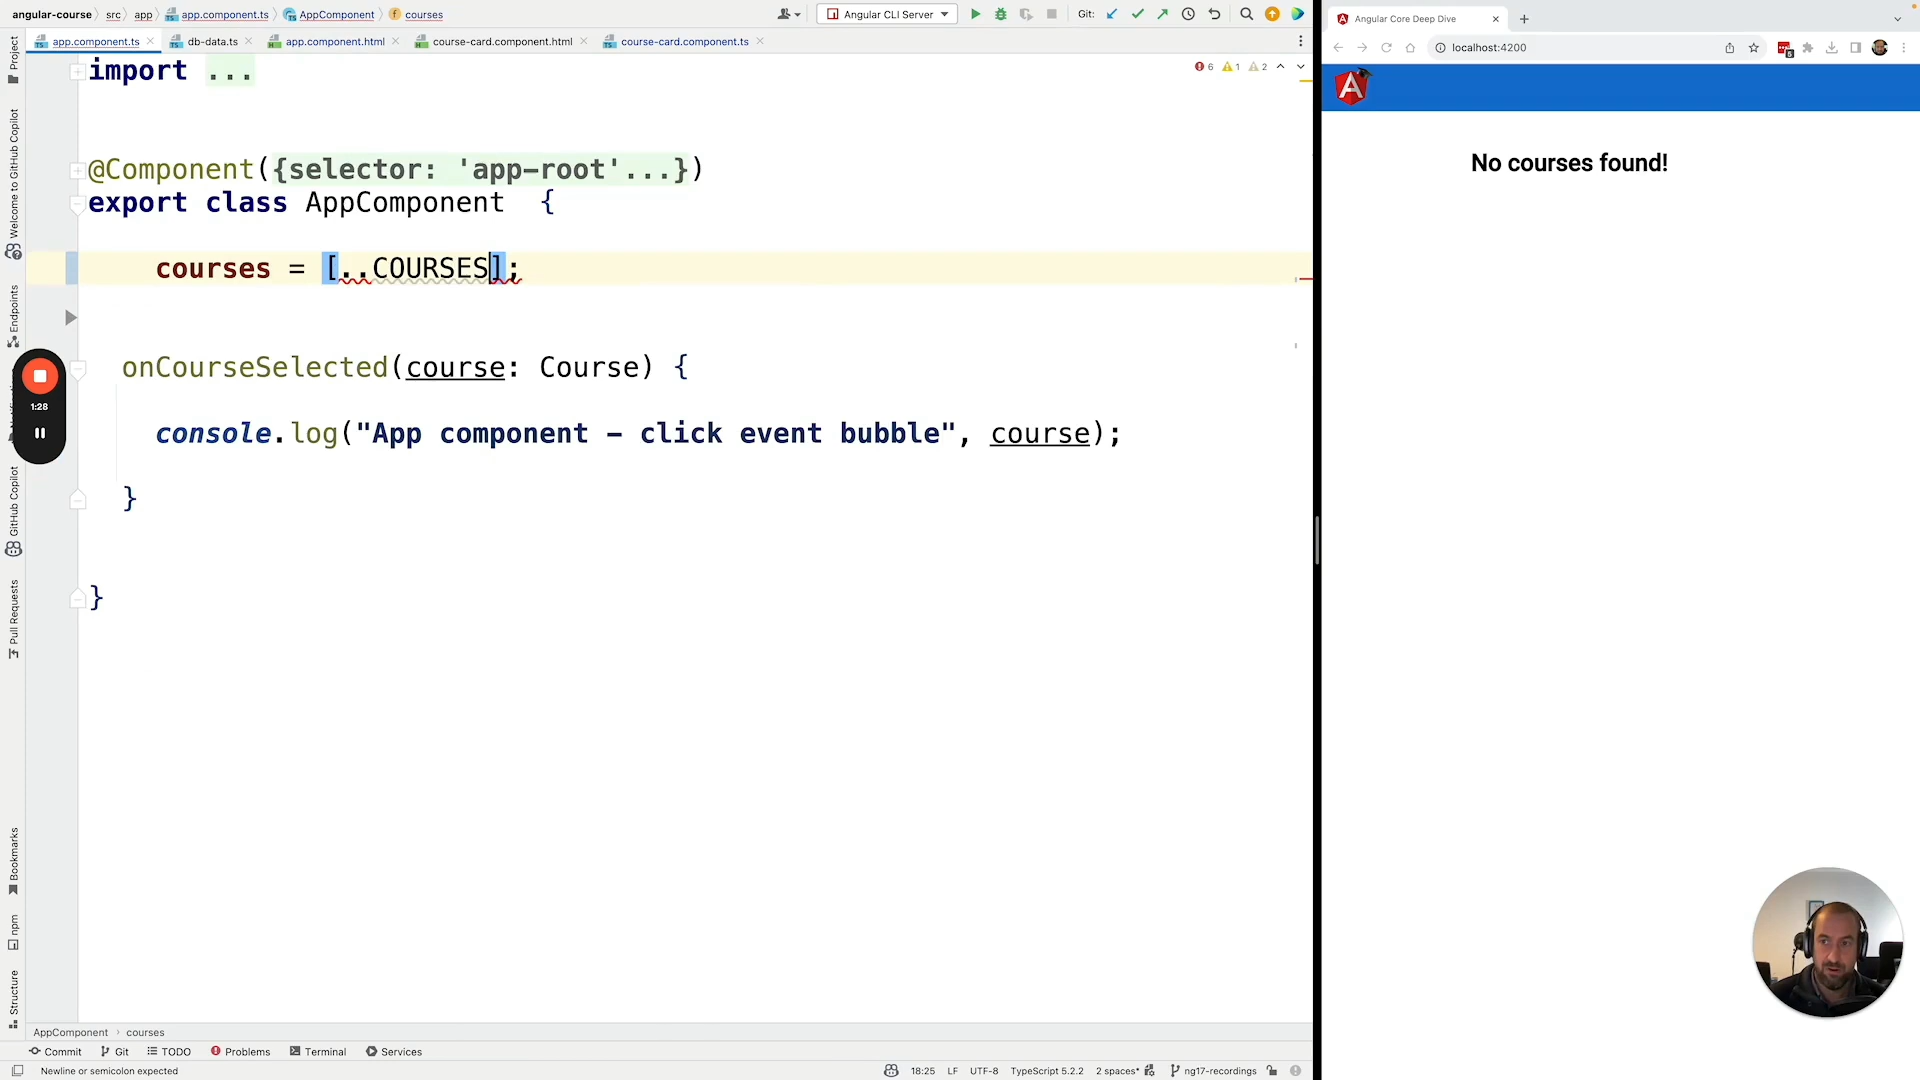 angular-course src app app.component.ts AppComponent courses
Angular CLI Server
Git:
app.component.ts db-data.ts app.component.html course-card.component.html course-card.component.ts
import ...
6 1 2
@Component({selector: 'app-root'...})
export class AppComponent {
courses = [..COURSES];
onCourseSelected(course: Course) {
console.log("App component – click event bubble", course);
}
}
Project
Welcome to GitHub Copilot
Endpoints
1:28
GitHub Copilot
Pull Requests
Bookmarks
npm
Structure
AppComponent courses
Commit Git TODO Problems Terminal Services
Newline or semicolon expected
18:25 LF UTF-8 TypeScript 5.2.2 2 spaces* ng17-recordings
Angular Core Deep Dive
localhost:4200
No courses found!